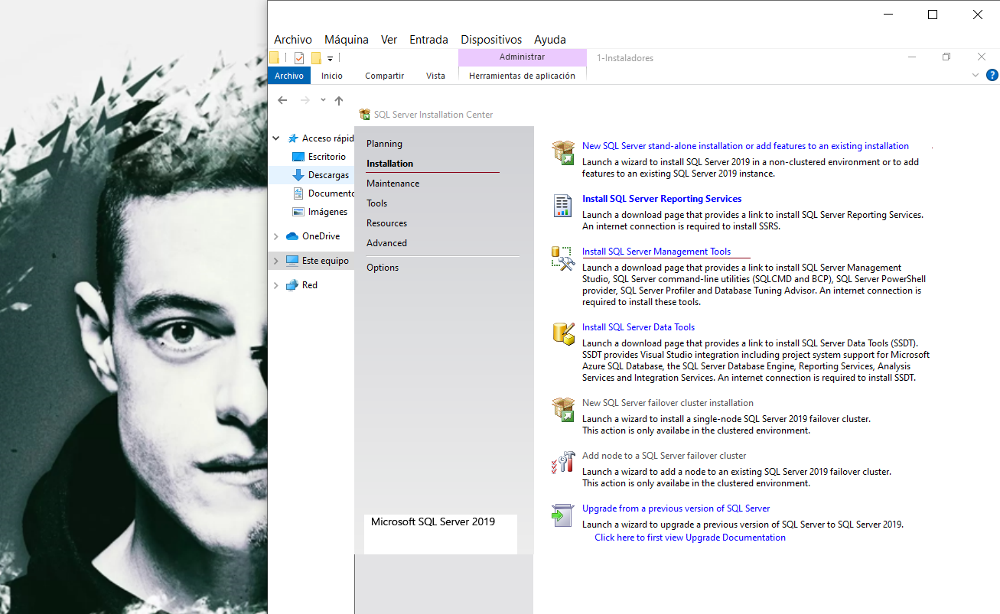 Archivo Máquina Ver Entrada Dispositivos Ayuda
Administrar
1-Instaladores
Archivo Inicio Compartir Vista Herramientas de aplicación
?
SQL Server Installation Center
Acceso rápid
Escritorio
Descargas
Documento
Imágenes
OneDrive
Este equipo
Red
Planning
Installation
Maintenance
Tools
Resources
Advanced
Options
Microsoft SQL Server 2019
New SQL Server stand-alone installation or add features to an existing installation
Launch a wizard to install SQL Server 2019 in a non-clustered environment or to add
features to an existing SQL Server 2019 instance.
Install SQL Server Reporting Services
Launch a download page that provides a link to install SQL Server Reporting Services.
An internet connection is required to install SSRS.
Install SQL Server Management Tools
Launch a download page that provides a link to install SQL Server Management
Studio, SQL Server command-line utilities (SQLCMD and BCP), SQL Server PowerShell
provider, SQL Server Profiler and Database Tuning Advisor. An internet connection is
required to install these tools.
Install SQL Server Data Tools
Launch a download page that provides a link to install SQL Server Data Tools (SSDT).
SSDT provides Visual Studio integration including project system support for Microsoft
Azure SQL Database, the SQL Server Database Engine, Reporting Services, Analysis
Services and Integration Services. An internet connection is required to install SSDT.
New SQL Server failover cluster installation
Launch a wizard to install a single-node SQL Server 2019 failover cluster.
This action is only availabe in the clustered environment.
Add node to a SQL Server failover cluster
Launch a wizard to add a node to an existing SQL Server 2019 failover cluster.
This action is only availabe in the clustered environment.
Upgrade from a previous version of SQL Server
Launch a wizard to upgrade a previous version of SQL Server to SQL Server 2019.
Click here to first view Upgrade Documentation